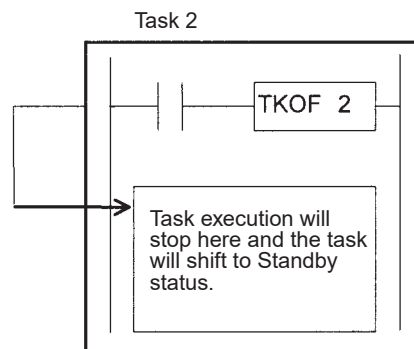 Task 2
TKOF 2
Task execution will
stop here and the task
will shift to Standby
status.